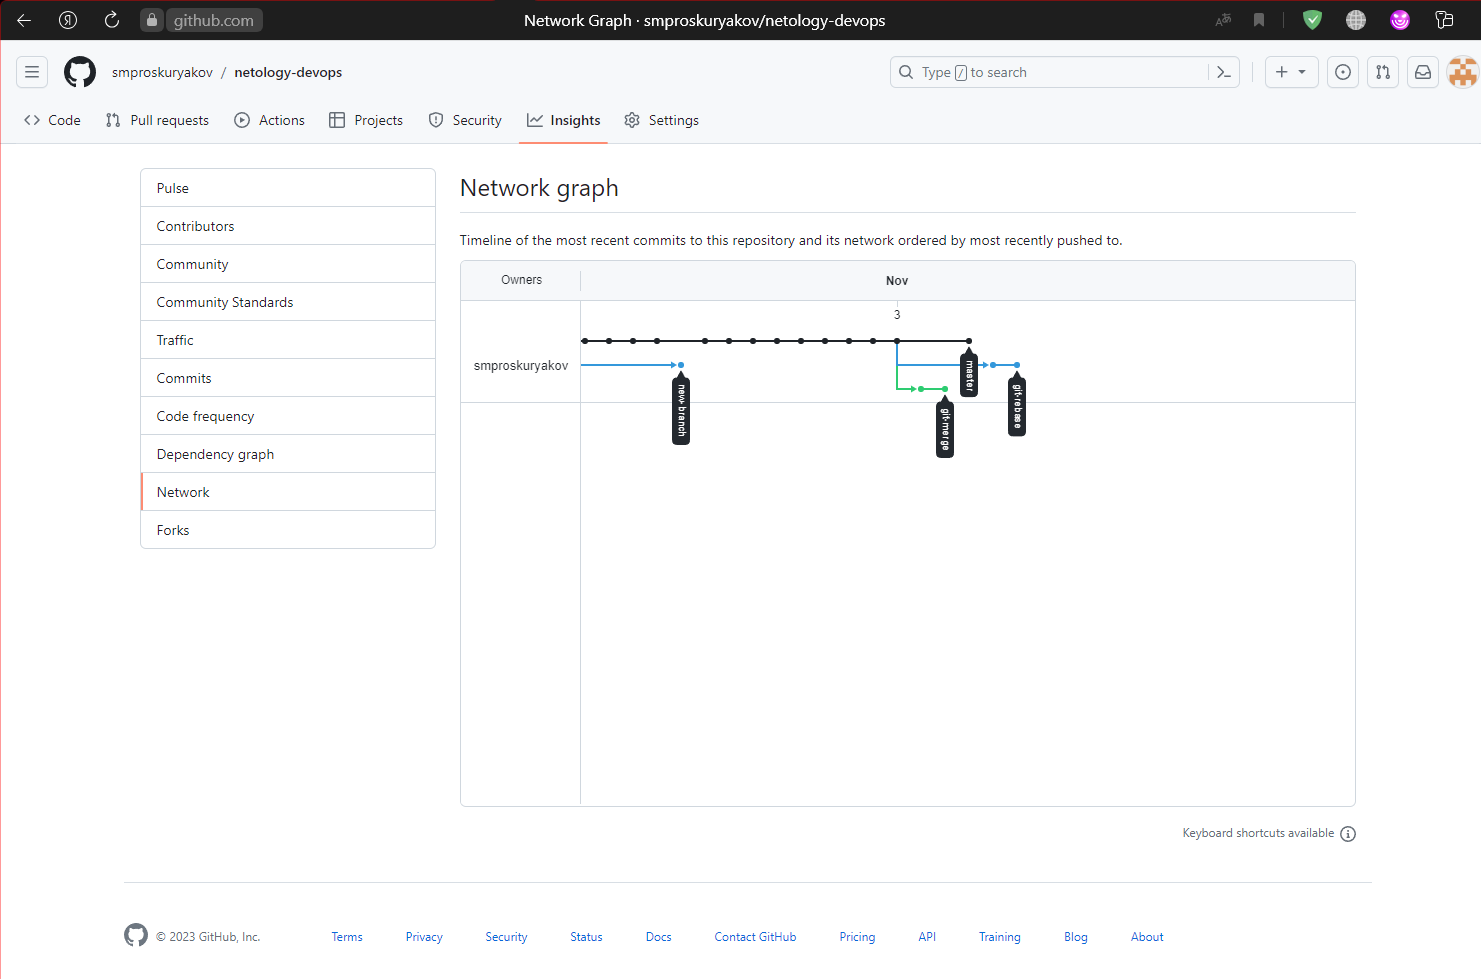 github.com
Network Graph · smproskuryakov/netology-devops
smproskuryakov / netology-devops
Type / to search
Code
Pull requests
Actions
Projects
Security
Insights
Settings
Pulse
Contributors
Community
Community Standards
Traffic
Commits
Code frequency
Dependency graph
Network
Forks
Network graph
Timeline of the most recent commits to this repository and its network ordered by most recently pushed to.
Owners
Nov
3
smproskuryakov
new-branch
master
git-merge
git-rebase
Keyboard shortcuts available
© 2023 GitHub, Inc.
Terms
Privacy
Security
Status
Docs
Contact GitHub
Pricing
API
Training
Blog
About